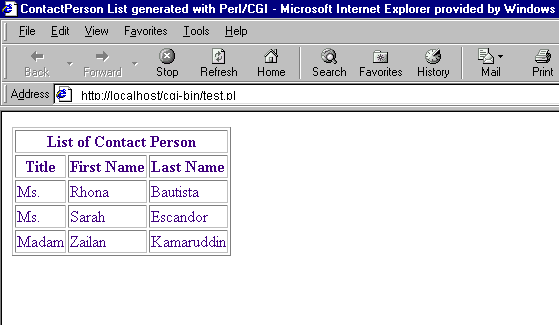 ContactPerson List generated with Perl/CGI - Microsoft Internet Explorer provided by Windows
File Edit View Favorites Tools Help
Back Forward Stop Refresh Home Search Favorites History Mail Print
Address http://localhost/cgi-bin/test.pl
List of Contact Person
Title First Name Last Name
Ms. Rhona Bautista
Ms. Sarah Escandor
Madam Zailan Kamaruddin